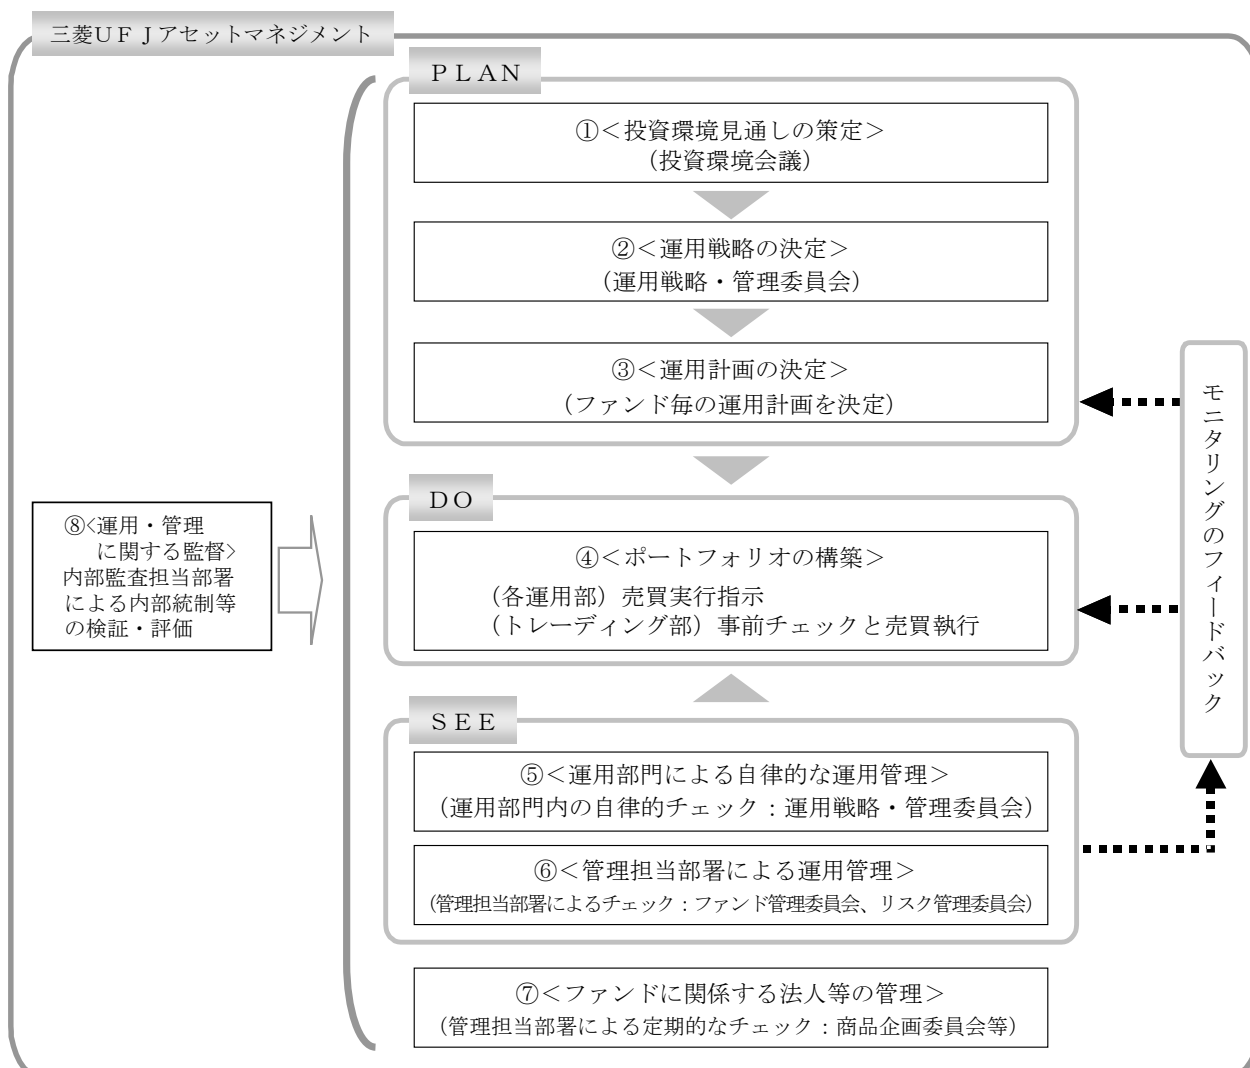 三菱ＵＦＪアセットマネジメント
ＰＬＡＮ
①＜投資環境見通しの策定＞
（投資環境会議）
②＜運用戦略の決定＞
（運用戦略・管理委員会）
③＜運用計画の決定＞
（ファンド毎の運用計画を決定）
ＤＯ
④＜ポートフォリオの構築＞
（各運用部）売買実行指示
（トレーディング部）事前チェックと売買執行
ＳＥＥ
⑤＜運用部門による自律的な運用管理＞
（運用部門内の自律的チェック：運用戦略・管理委員会）
⑥＜管理担当部署による運用管理＞
（管理担当部署によるチェック：ファンド管理委員会、リスク管理委員会）
⑦＜ファンドに関係する法人等の管理＞
（管理担当部署による定期的なチェック：商品企画委員会等）
⑧<運用・管理
に関する監督>
内部監査担当部署
による内部統制等
の検証・評価
モニタリングのフィードバック